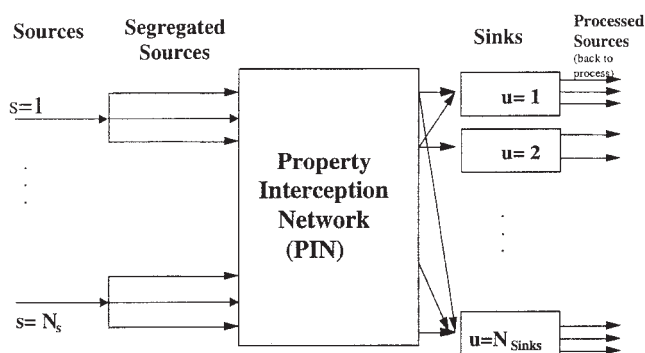 Sources
Segregated
Sources
Sinks
Processed
Sources
(back to
process)
s=1
u= 1
u= 2
Property
Interception
Network
(PIN)
s= Ns
u=NSinks